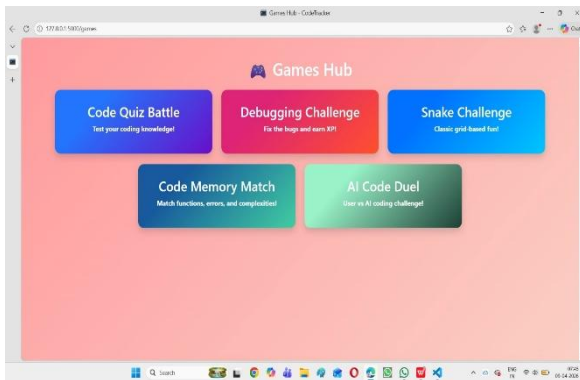 Games Hub - CodeTracker
127.0.0.1:5000/games
Chat
Games Hub
Code Quiz Battle
Test your coding knowledge!
Debugging Challenge
Fix the bugs and earn XP!
Snake Challenge
Classic grid-based fun!
Code Memory Match
Match functions, errors, and complexities!
AI Code Duel
User vs AI coding challenge!
Search
ENG
IN